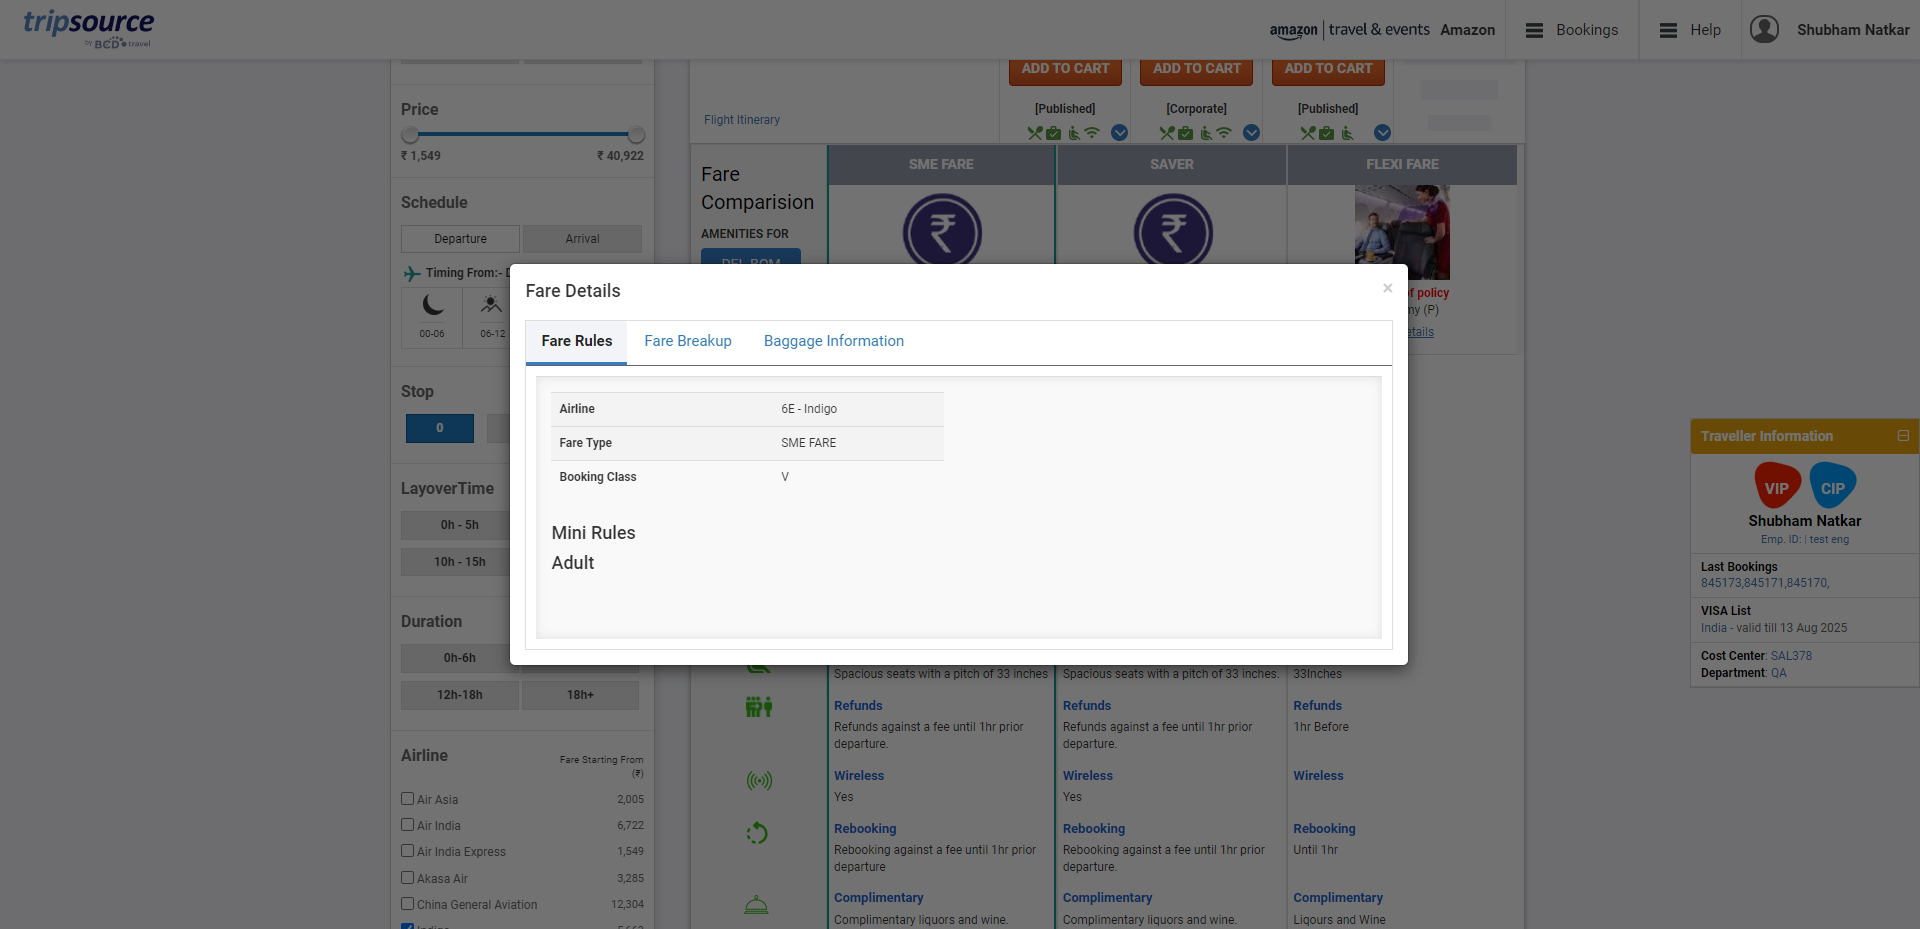 tripsource
by BCD travel
amazon | travel & events Amazon
Bookings
Help
Shubham Natkar
Price
₹ 1,549 ₹ 40,922
Schedule
Departure Arrival
Timing From:- D
00-06 06-12
Stop
0
LayoverTime
0h - 5h
10h - 15h
Duration
0h-6h
12h-18h 18h+
Airline Fare Starting From
(₹)
Air Asia 2,005
Air India 6,722
Air India Express 1,549
Akasa Air 3,285
China General Aviation 12,304
ADD TO CART ADD TO CART ADD TO CART
[Published] [Corporate] [Published]
Flight Itinerary
Fare
Comparision
AMENITIES FOR
DEL-BOM
SME FARE SAVER FLEXI FARE
of policy
my (P)
etails
Fare Details ×
Fare Rules Fare Breakup Baggage Information
Airline 6E - Indigo
Fare Type SME FARE
Booking Class V
Mini Rules
Adult
Spacious seats with a pitch of 33 inches Spacious seats with a pitch of 33 inches. 33Inches
Refunds Refunds Refunds
Refunds against a fee until 1hr prior Refunds against a fee until 1hr prior 1hr Before
departure. departure.
Wireless Wireless Wireless
Yes Yes
Rebooking Rebooking Rebooking
Rebooking against a fee until 1hr prior Rebooking against a fee until 1hr prior Until 1hr
departure departure.
Complimentary Complimentary Complimentary
Complimentary liquors and wine. Complimentary liquors and wine. Liqours and Wine
Traveller Information
VIP CIP
Shubham Natkar
Emp. ID: | test eng
Last Bookings
845173,845171,845170,
VISA List
India - valid till 13 Aug 2025
Cost Center: SAL378
Department: QA